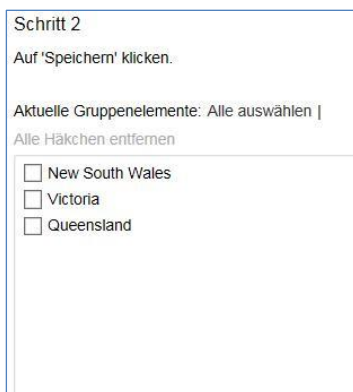 Schritt 2
Auf 'Speichern' klicken.
Aktuelle Gruppenelemente: Alle auswählen |
Alle Häkchen entfernen
New South Wales
Victoria
Queensland